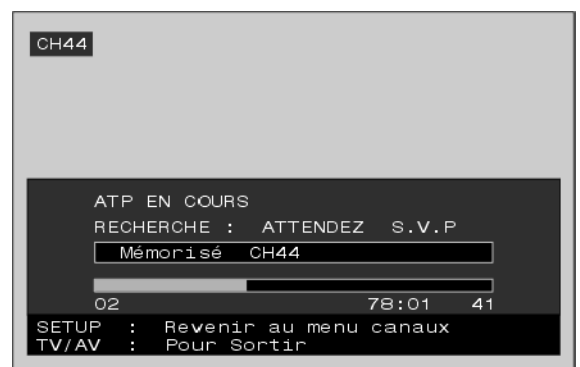 CH44
ATP EN COURS
RECHERCHE : ATTENDEZ S.V.P
Mémorisé CH44
02 78:01 41
SETUP : Revenir au menu canaux
TV/AV : Pour Sortir